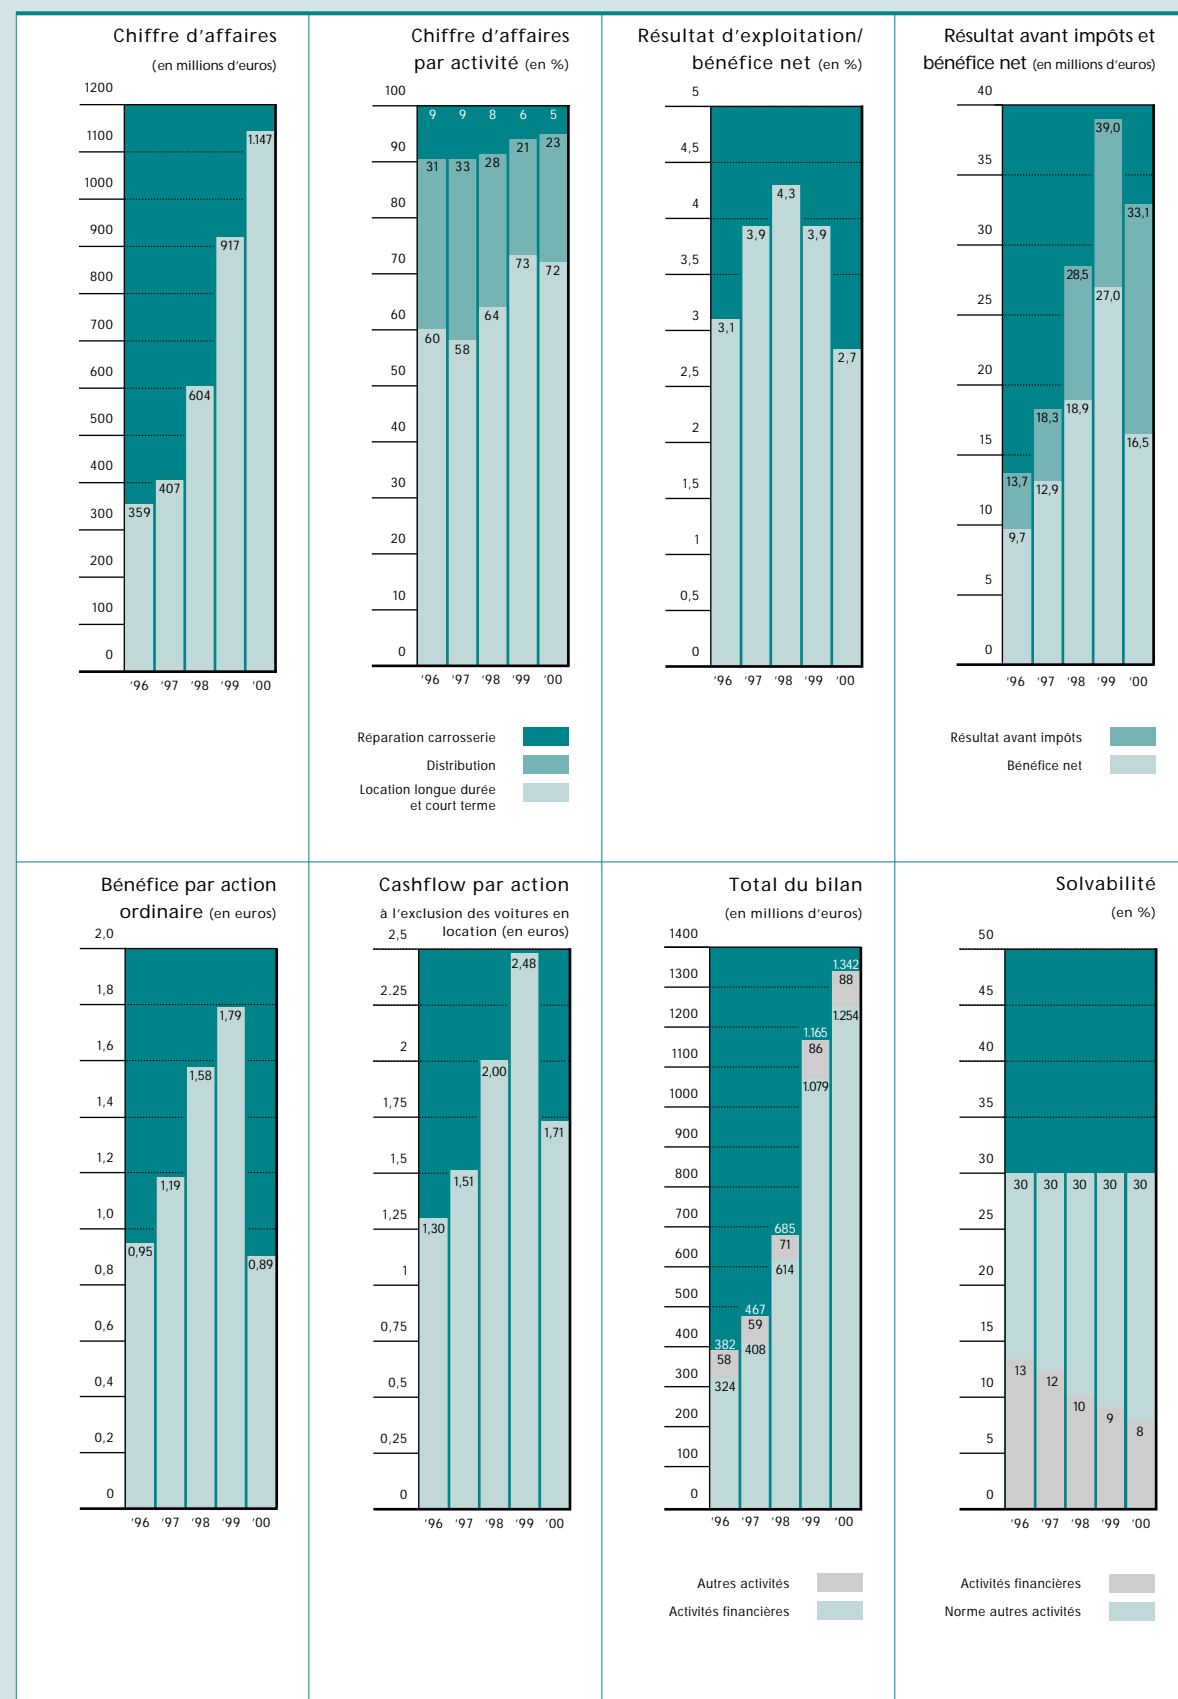 Chiffre d'affaires
(en millions d'euros)
1200
1100
1000
900
800
700
600
500
400
300
200
100
0
359
407
604
917
1.147
'96 '97 '98 '99 '00
Chiffre d'affaires
par activité (en %)
100
90
80
70
60
50
40
30
20
10
0
9 9 8 6 5
31 33 28 21 23
60 58 64 73 72
'96 '97 '98 '99 '00
Réparation carrosserie
Distribution
Location longue durée
et court terme
Résultat d'exploitation/
bénéfice net (en %)
5
4,5
4
3,5
3
2,5
2
1,5
1
0,5
0
3,1 3,9 4,3 3,9 2,7
'96 '97 '98 '99 '00
Résultat avant impôts et
bénéfice net (en millions d'euros)
40
35
30
25
20
15
10
5
0
13,7 18,3 28,5 39,0 33,1
9,7 12,9 18,9 27,0 16,5
'96 '97 '98 '99 '00
Résultat avant impôts
Bénéfice net
Bénéfice par action
ordinaire (en euros)
2,0
1,8
1,6
1,4
1,2
1,0
0,8
0,6
0,4
0,2
0
0,95 1,19 1,58 1,79 0,89
'96 '97 '98 '99 '00
Cashflow par action
à l'exclusion des voitures en
location (en euros)
2,5
2.25
2
1,75
1,5
1,25
1
0,75
0,5
0,25
0
1,30 1,51 2,00 2,48 1,71
'96 '97 '98 '99 '00
Total du bilan
(en millions d'euros)
1400
1300
1200
1100
1000
900
800
700
600
500
400
300
200
100
0
382 467 685 1.165 1.342
58 59 71 86 88
324 408 614 1.079 1.254
'96 '97 '98 '99 '00
Autres activités
Activités financières
Solvabilité
(en %)
50
45
40
35
30
25
20
15
10
5
0
30 30 30 30 30
13 12 10 9 8
'96 '97 '98 '99 '00
Activités financières
Norme autres activités